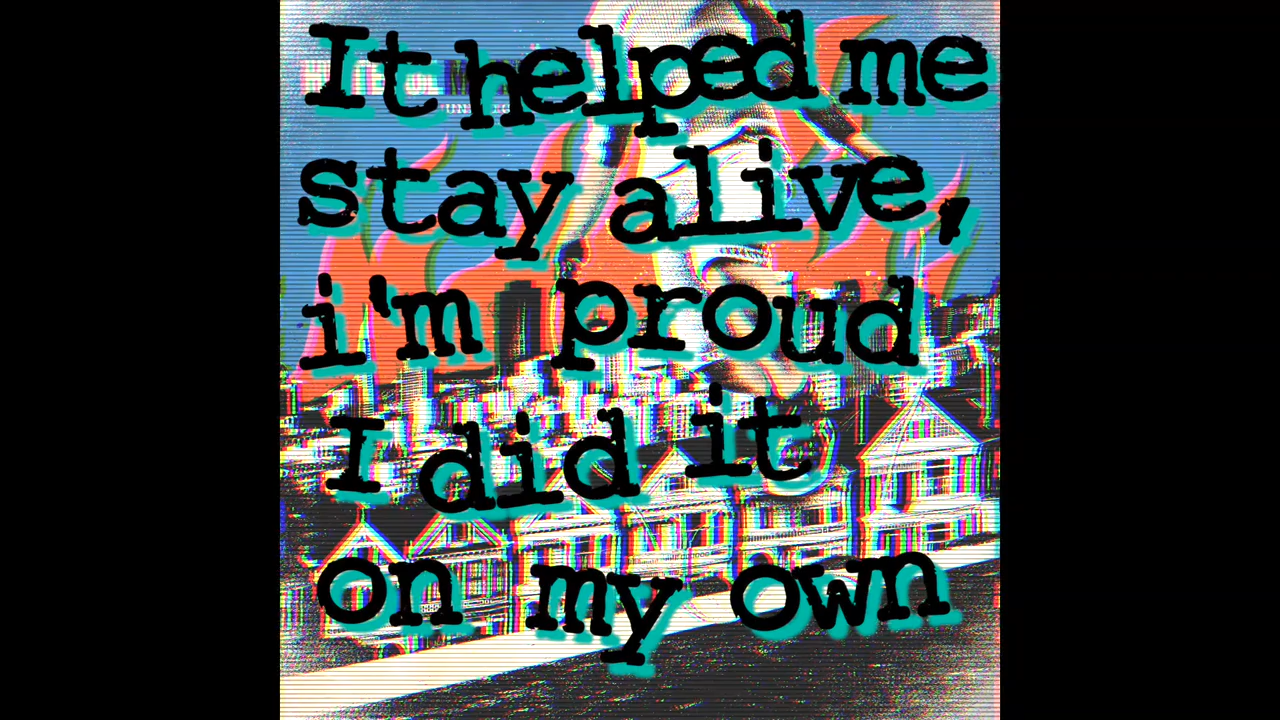 It helped me
stay alive,
i'm proud
I did it
on my own